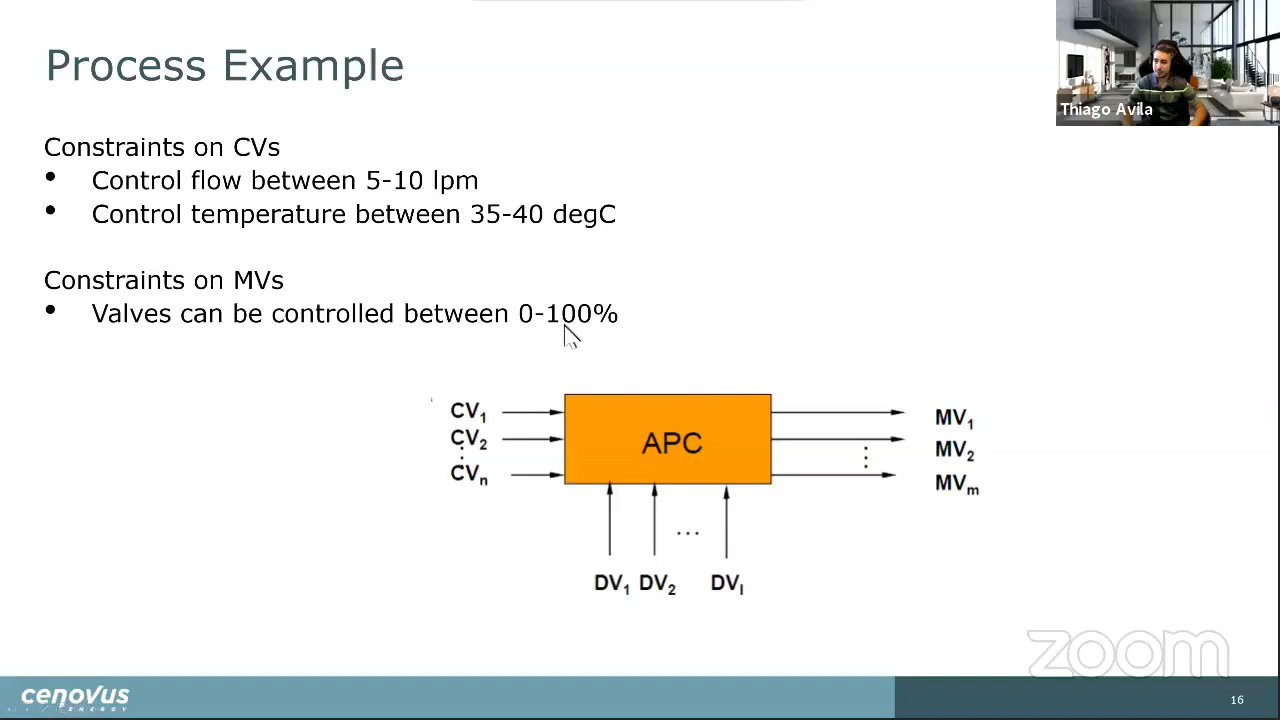 Process Example
Thiago Avila
Constraints on CVs
• Control flow between 5-10 lpm
• Control temperature between 35-40 degC
Constraints on MVs
• Valves can be controlled between 0-100%
CV1
CV2
CVn
APC
MV1
MV2
MVm
...
DV1 DV2 DVl
zoom
cenovus
ENERGY
16